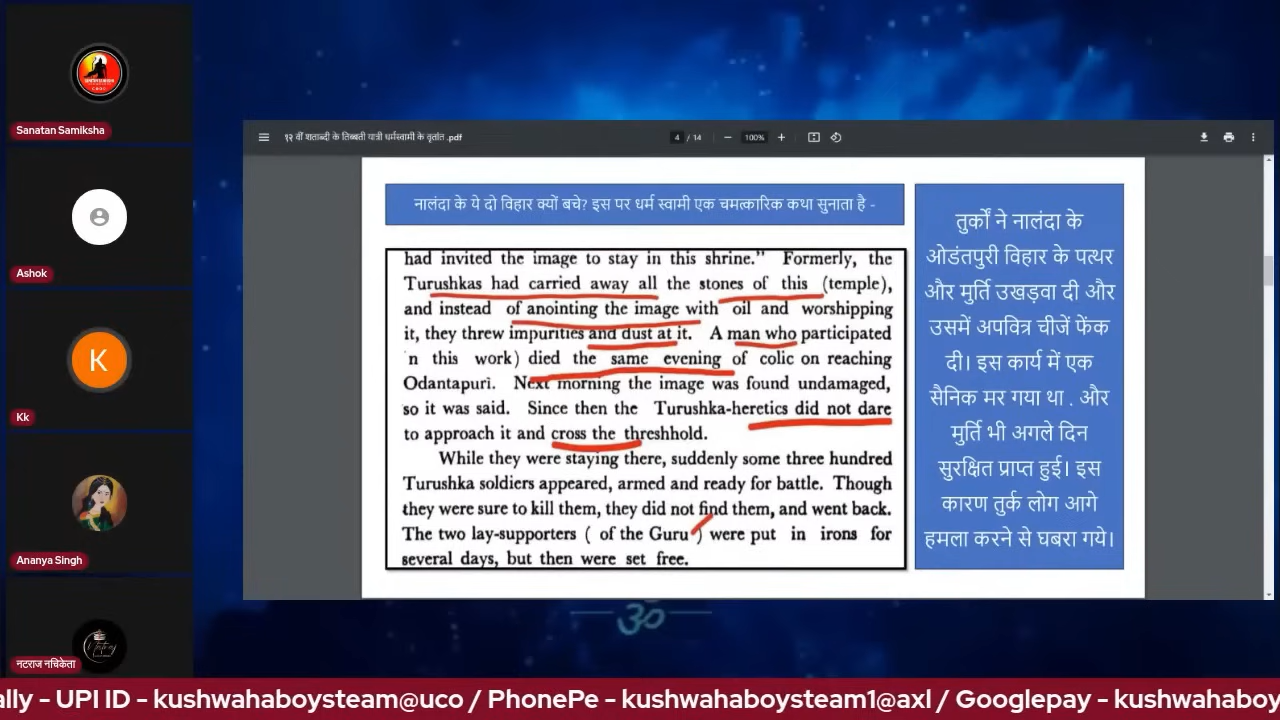 Sanatan Samiksha
Ashok
K
Kk
Ananya Singh
नटराज नचिकेता
१२ वीं शताब्दी के तिब्बती यात्री धर्मस्वामी के वृतांत .pdf
4 / 14
100%
नालंदा के ये दो विहार क्यों बचे? इस पर धर्म स्वामी एक चमत्कारिक कथा सुनाता है -
had invited the image to stay in this shrine." Formerly, the
Turushkas had carried away all the stones of this (temple),
and instead of anointing the image with oil and worshipping
it, they threw impurities and dust at it. A man who participated
n this work) died the same evening of colic on reaching
Odantapuri. Next morning the image was found undamaged,
so it was said. Since then the Turushka-heretics did not dare
to approach it and cross the threshhold.
While they were staying there, suddenly some three hundred
Turushka soldiers appeared, armed and ready for battle. Though
they were sure to kill them, they did not find them, and went back.
The two lay-supporters ( of the Guru ) were put in irons for
several days, but then were set free.
तुर्कों ने नालंदा के
ओडंतपुरी विहार के पत्थर
और मुर्ति उखड़वा दी और
उसमें अपवित्र चीजें फेंक
दी। इस कार्य में एक
सैनिक मर गया था . और
मुर्ति भी अगले दिन
सुरक्षित प्राप्त हुई। इस
कारण तुर्क लोग आगे
हमला करने से घबरा गये।
ॐ
ally - UPI ID - kushwahaboysteam@uco / PhonePe - kushwahaboysteam1@axl / Googlepay - kushwahaboy